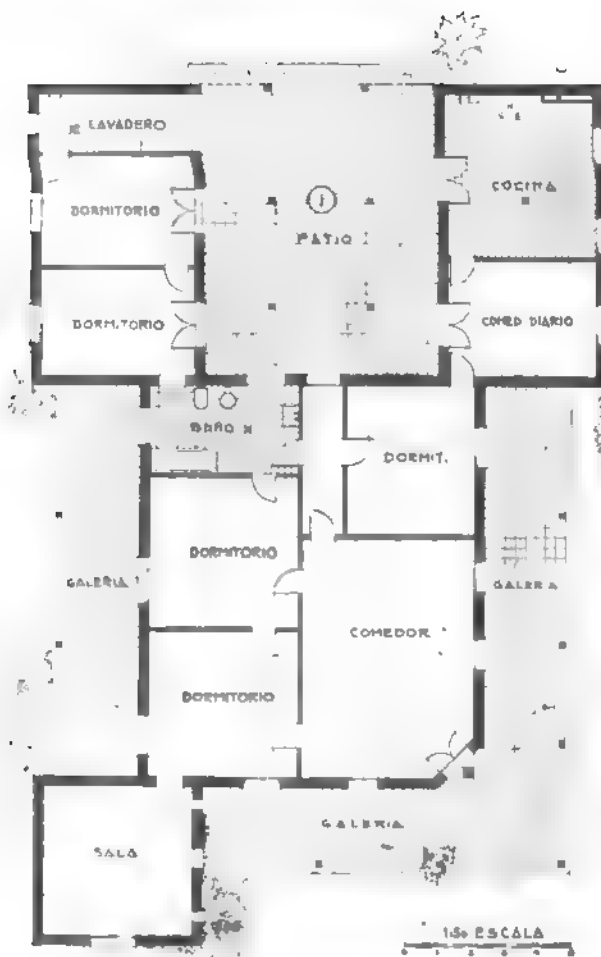 LAVADERO
DORMITORIO
COCINA
PATIO
DORMITORIO
COMED DIARIO
BAÑO
DORMIT.
DORMITORIO
GALERIA
GALERIA
COMEDOR
DORMITORIO
GALERIA
SALA
ESCALA